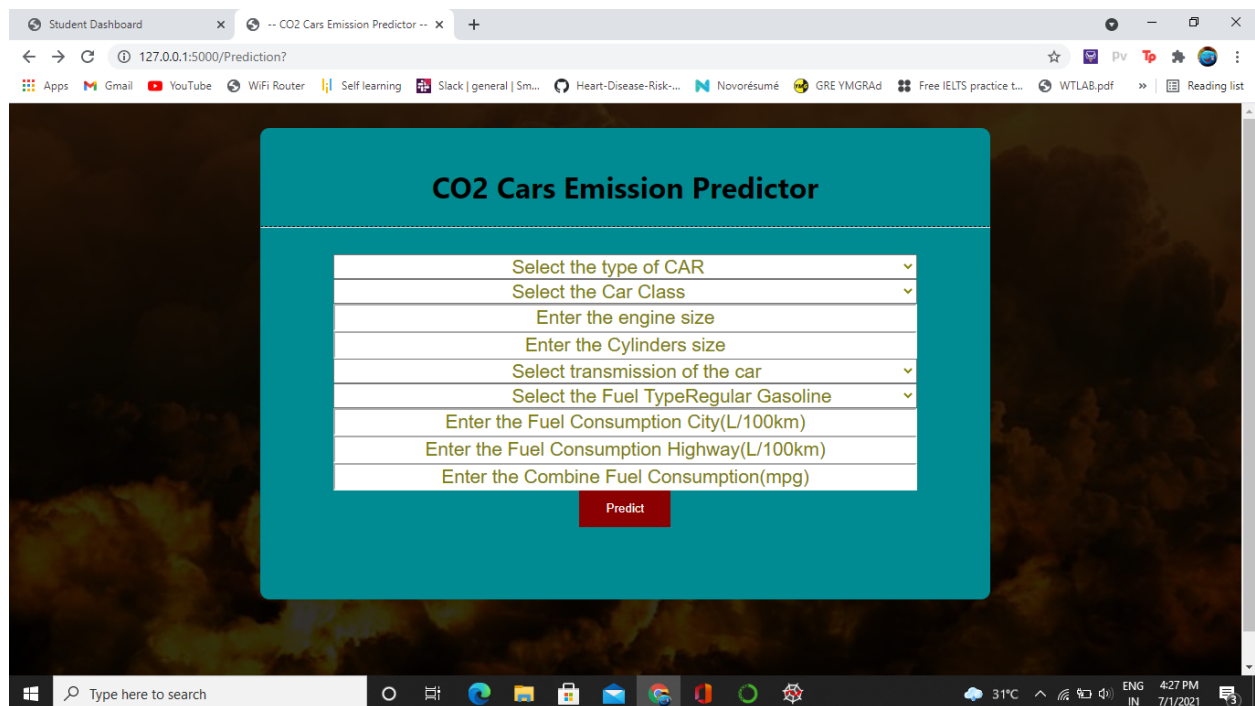 Student Dashboard
-- CO2 Cars Emission Predictor --
127.0.0.1:5000/Prediction?
Pv
Tp
Apps Gmail YouTube WiFi Router Self learning Slack | general | Sm... Heart-Disease-Risk-... Novorésumé GRE YMGRAd Free IELTS practice t... WTLAB.pdf » Reading list
CO2 Cars Emission Predictor
Select the type of CAR
Select the Car Class
Enter the engine size
Enter the Cylinders size
Select transmission of the car
Select the Fuel TypeRegular Gasoline
Enter the Fuel Consumption City(L/100km)
Enter the Fuel Consumption Highway(L/100km)
Enter the Combine Fuel Consumption(mpg)
Predict
Type here to search
31°C
ENG
IN
4:27 PM
7/1/2021
3